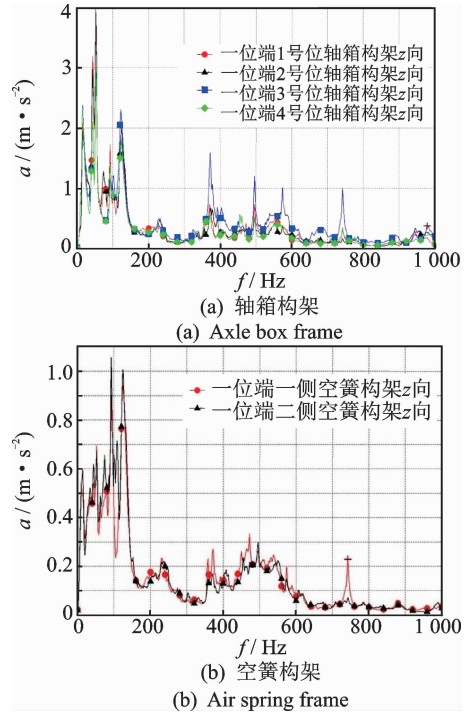 4
一位端1号位轴箱构架z向
一位端2号位轴箱构架z向
3
一位端3号位轴箱构架z向
一位端4号位轴箱构架z向
a / (m·s⁻²)
2
1
0 200 400 600 800 1 000
f / Hz
(a) 轴箱构架
(a) Axle box frame
1.0
一位端一侧空簧构架z向
一位端二侧空簧构架z向
0.8
a / (m·s⁻²)
0.6
0.4
0.2
0
0 200 400 600 800 1 000
f / Hz
(b) 空簧构架
(b) Air spring frame